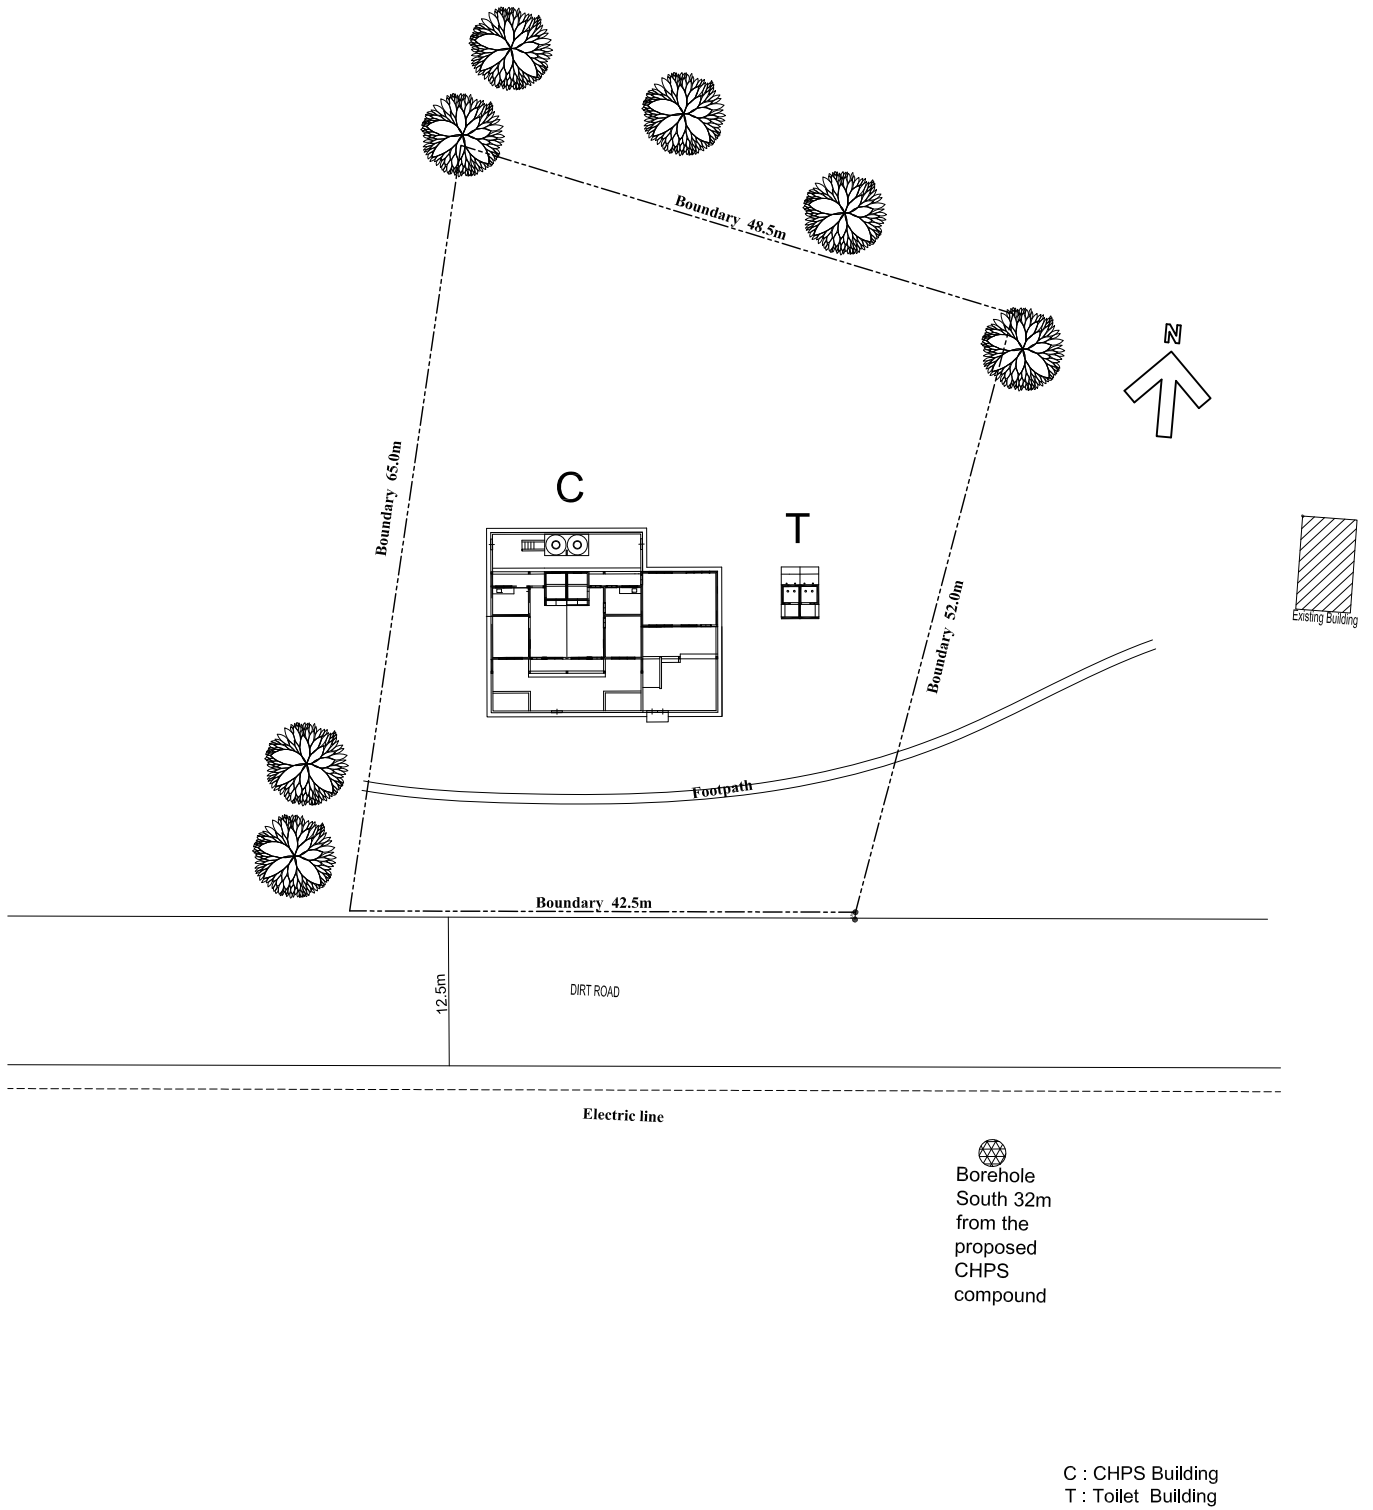 Boundary 48.5m
N
Boundary 65.0m
C
T
Existing Building
Boundary 52.0m
Footpath
Boundary 42.5m
12.5m
DIRT ROAD
Electric line
Borehole
South 32m
from the
proposed
CHPS
compound
C : CHPS Building
T : Toilet Building